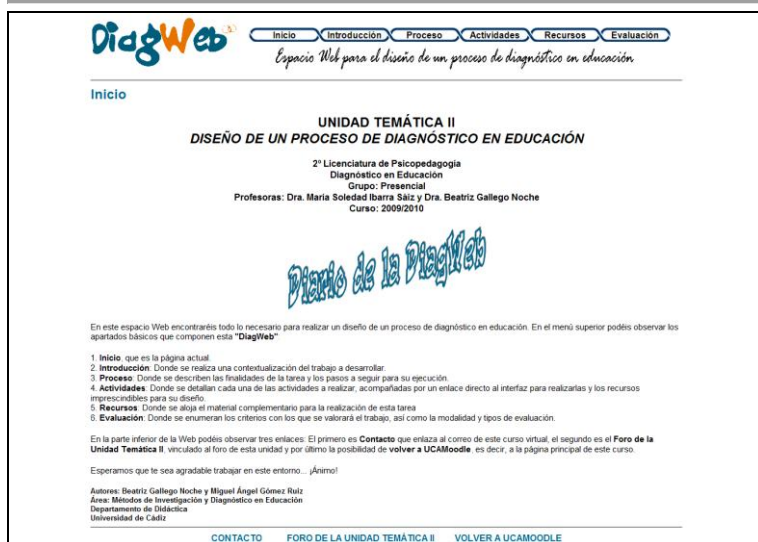 DiagWeb
Inicio Introducción Proceso Actividades Recursos Evaluación
Espacio Web para el diseño de un proceso de diagnóstico en educación
Inicio
UNIDAD TEMÁTICA II
DISEÑO DE UN PROCESO DE DIAGNÓSTICO EN EDUCACIÓN
2º Licenciatura de Psicopedagogía
Diagnóstico en Educación
Grupo: Presencial
Profesoras: Dra. María Soledad Ibarra Sáiz y Dra. Beatriz Gallego Noche
Curso: 2009/2010
Diario de la DiagWeb
En este espacio Web encontraréis todo lo necesario para realizar un diseño de un proceso de diagnóstico en educación. En el menú superior podéis observar los
apartados básicos que componen esta "DiagWeb"
1. Inicio, que es la página actual.
2. Introducción: Donde se realiza una contextualización del trabajo a desarrollar.
3. Proceso: Donde se describen las finalidades de la tarea y los pasos a seguir para su ejecución.
4. Actividades: Donde se detallan cada una de las actividades a realizar, acompañadas por un enlace directo al interfaz para realizarlas y los recursos
imprescindibles para su diseño.
5. Recursos: Donde se aloja el material complementario para la realización de esta tarea
6. Evaluación: Donde se enumeran los criterios con los que se valorará el trabajo, así como la modalidad y tipos de evaluación.
En la parte inferior de la Web podéis observar tres enlaces: El primero es Contacto que enlaza al correo de este curso virtual, el segundo es el Foro de la
Unidad Temática II, vinculado al foro de esta unidad y por último la posibilidad de volver a UCAMoodle, es decir, a la página principal de este curso.
Esperamos que te sea agradable trabajar en este entorno... ¡Ánimo!
Autores: Beatriz Gallego Noche y Miguel Ángel Gómez Ruiz
Área: Métodos de Investigación y Diagnóstico en Educación
Departamento de Didáctica
Universidad de Cádiz
CONTACTO FORO DE LA UNIDAD TEMÁTICA II VOLVER A UCAMOODLE